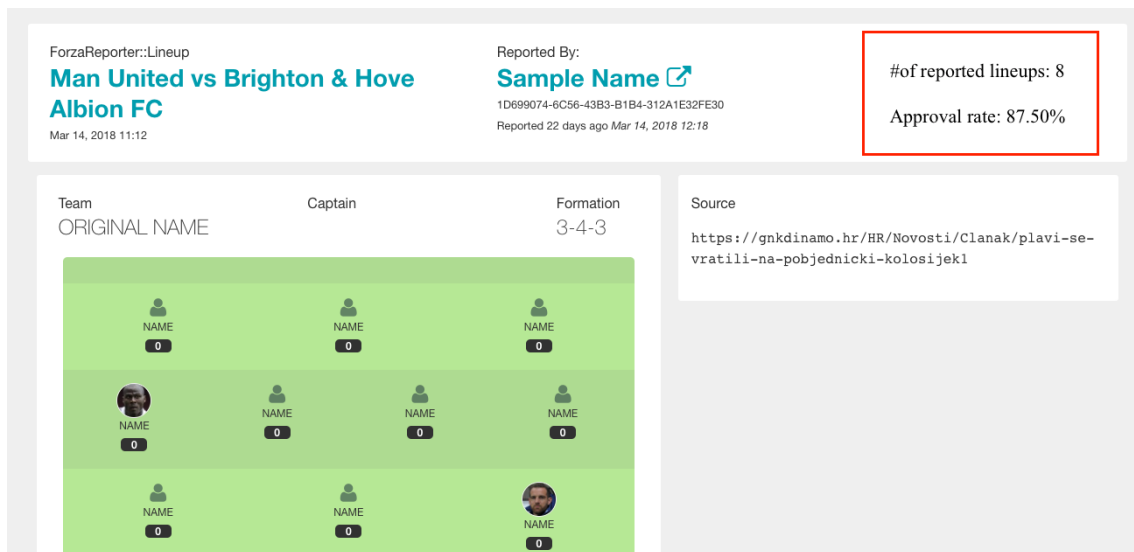 ForzaReporter::Lineup
Man United vs Brighton & Hove
Albion FC
Mar 14, 2018 11:12
Reported By:
Sample Name
1D699074-6C56-43B3-B1B4-312A1E32FE30
Reported 22 days ago Mar 14, 2018 12:18
#of reported lineups: 8
Approval rate: 87.50%
Team
ORIGINAL NAME
Captain
Formation
3-4-3
NAME NAME NAME
0 0 0
NAME NAME NAME NAME
0 0 0 0
NAME NAME NAME
0 0 0
Source
https://gnkdinamo.hr/HR/Novosti/Clanak/plavi-se-
vratili-na-pobjednicki-kolosijek1